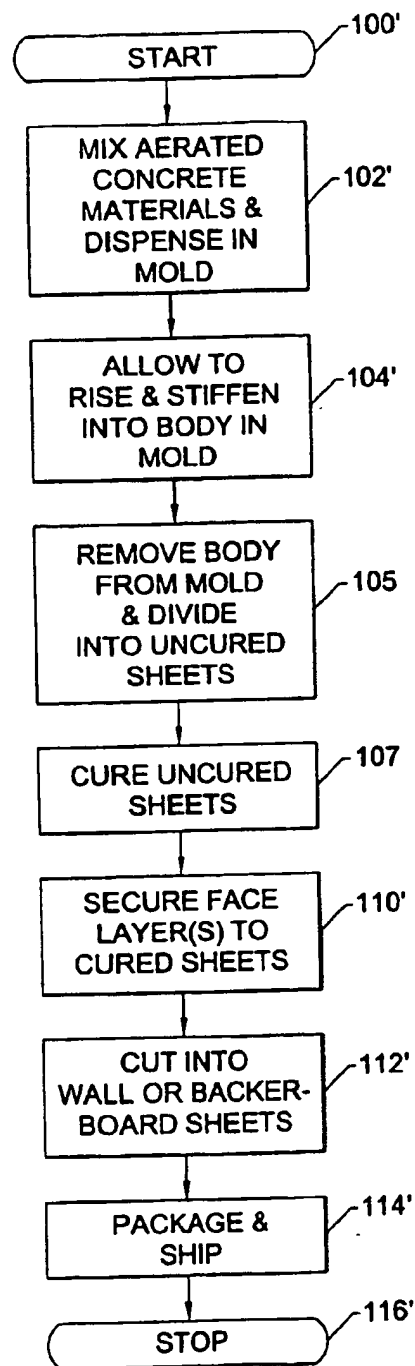 START
100'
MIX AERATED
CONCRETE
MATERIALS &
DISPENSE IN
MOLD
102'
ALLOW TO
RISE & STIFFEN
INTO BODY IN
MOLD
104'
REMOVE BODY
FROM MOLD
& DIVIDE
INTO UNCURED
SHEETS
105
CURE UNCURED
SHEETS
107
SECURE FACE
LAYER(S) TO
CURED SHEETS
110'
CUT INTO
WALL OR BACKER-
BOARD SHEETS
112'
PACKAGE &
SHIP
114'
STOP
116'